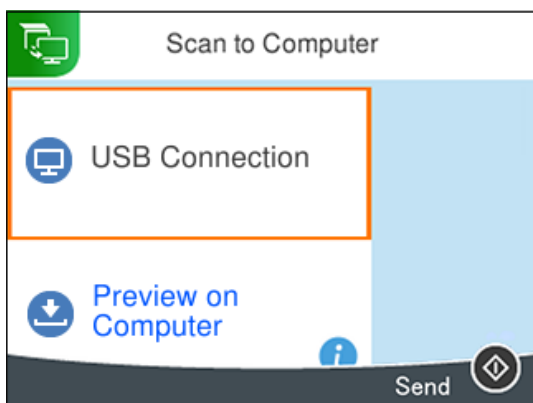 Scan to Computer
USB Connection
Preview on
Computer
i
Send